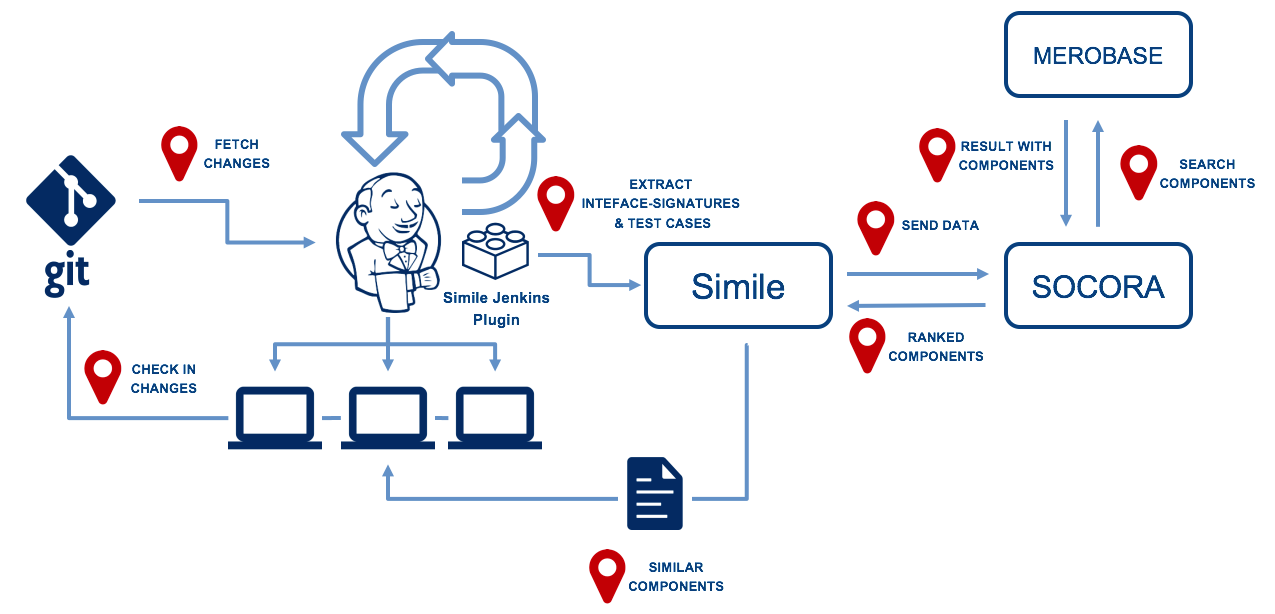 MEROBASE
FETCH
CHANGES
RESULT WITH
COMPONENTS
SEARCH
COMPONENTS
EXTRACT
INTEFACE-SIGNATURES
& TEST CASES
SEND DATA
git
Simile Jenkins
Plugin
Simile
SOCORA
RANKED
COMPONENTS
CHECK IN
CHANGES
SIMILAR
COMPONENTS